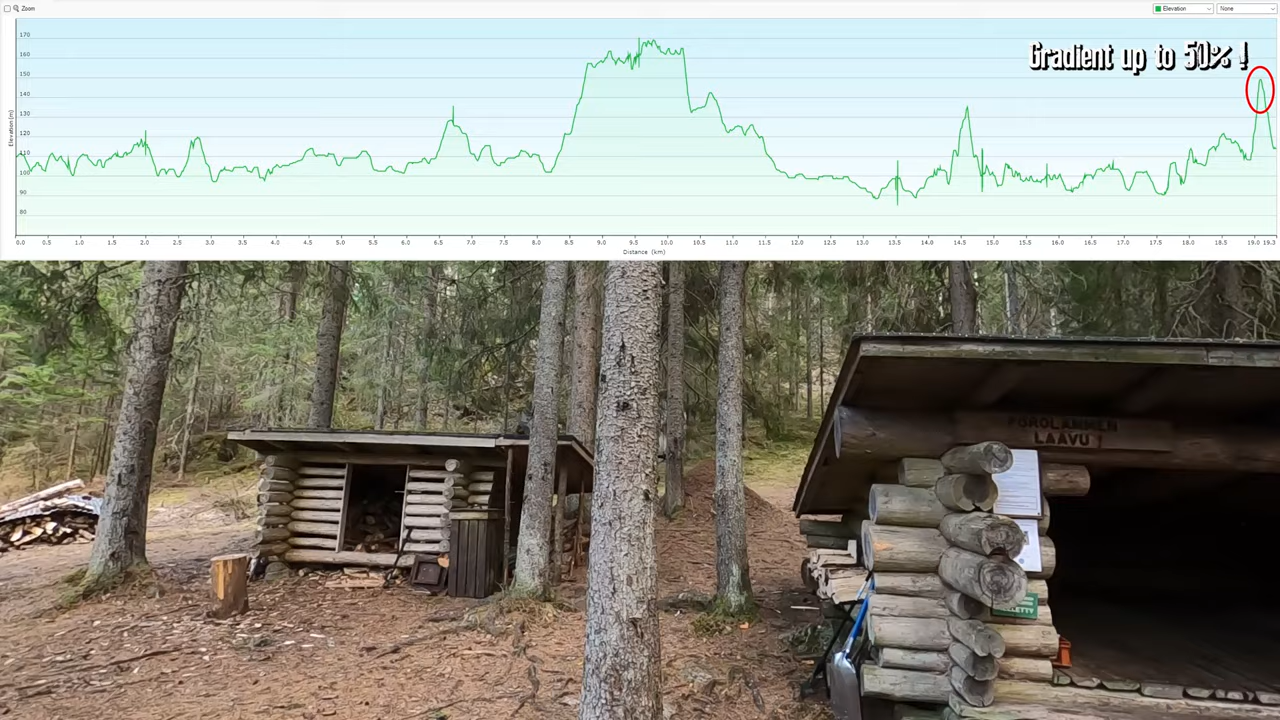 Zoom
Elevation
None
Gradient up to 50% !
170
160
150
140
130
120
110
100
90
80
Elevation (m)
0.0 0.5 1.0 1.5 2.0 2.5 3.0 3.5 4.0 4.5 5.0 5.5 6.0 6.5 7.0 7.5 8.0 8.5 9.0 9.5 10.0 10.5 11.0 11.5 12.0 12.5 13.0 13.5 14.0 14.5 15.0 15.5 16.0 16.5 17.0 17.5 18.0 18.5 19.0 19.3
Distance (km)
LAAVU